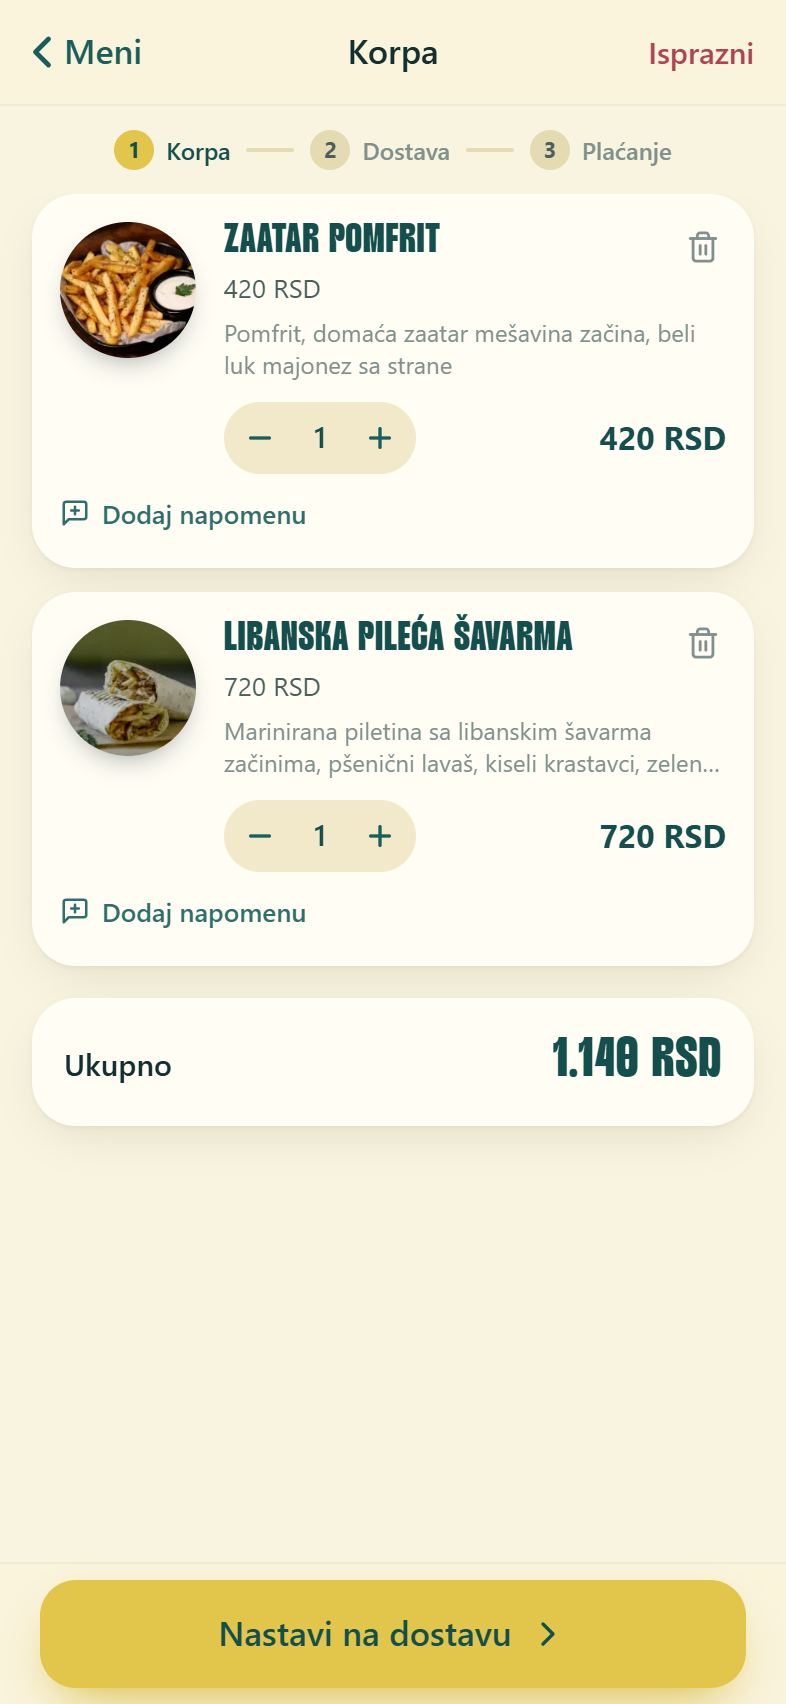 Meni
Korpa
Isprazni
1 Korpa
2 Dostava
3 Plaćanje
ZAATAR POMFRIT
420 RSD
Pomfrit, domaća zaatar mešavina začina, beli
luk majonez sa strane
1
420 RSD
Dodaj napomenu
LIBANSKA PILEĆA ŠAVARMA
720 RSD
Marinirana piletina sa libanskim šavarma
začinima, pšenični lavaš, kiseli krastavci, zelen...
1
720 RSD
Dodaj napomenu
Ukupno
1.140 RSD
Nastavi na dostavu